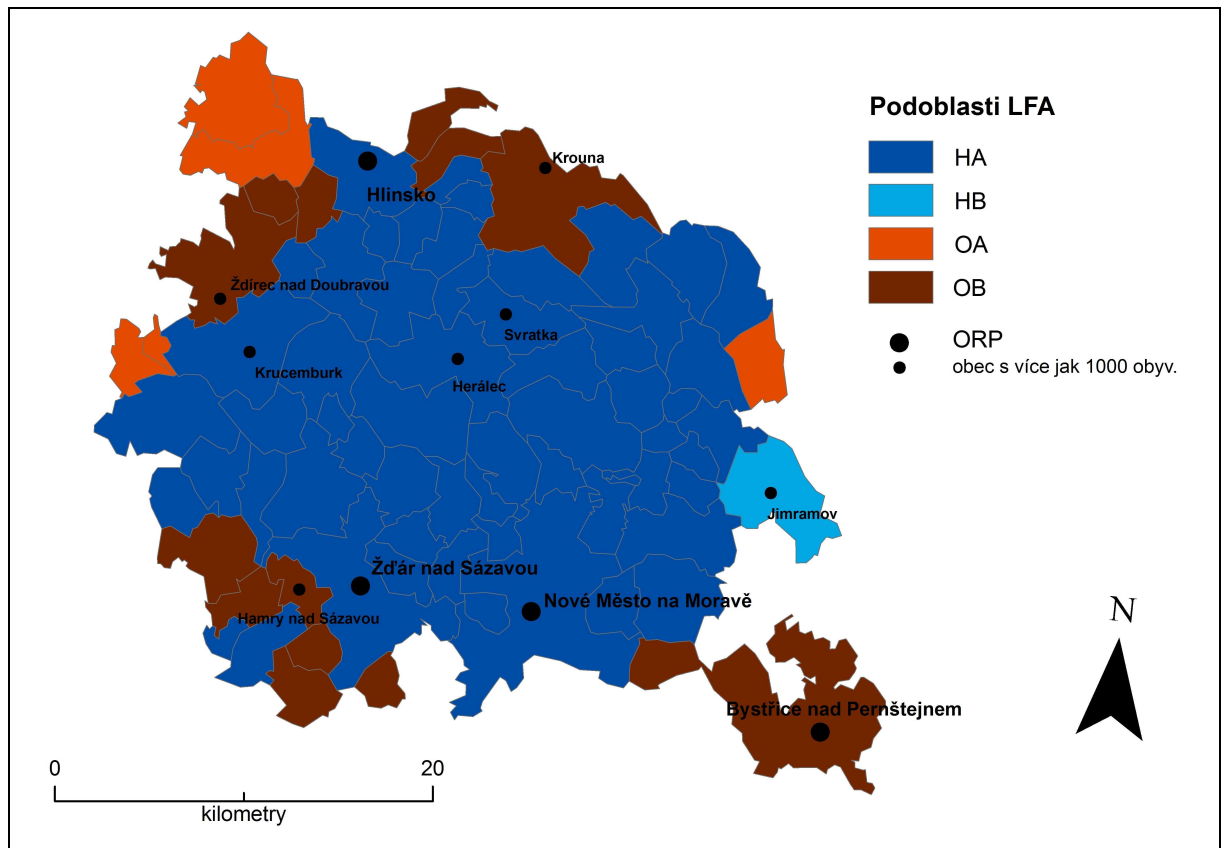 Podoblasti LFA
HA
HB
OA
OB
ORP
obec s více jak 1000 obyv.
Krouna
Hlinsko
Ždírec nad Doubravou
Svratka
Krucemburk
Herálec
Jimramov
Žďár nad Sázavou
Nové Město na Moravě
Hamry nad Sázavou
N
Bystřice nad Pernštejnem
0 20
kilometry